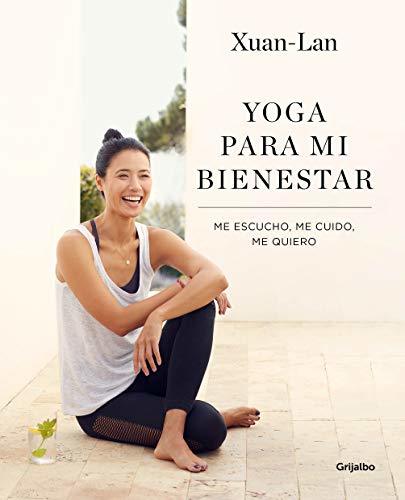 Xuan-Lan
YOGA
PARA MI
BIENESTAR
ME ESCUCHO, ME CUIDO,
ME QUIERO
Grijalbo